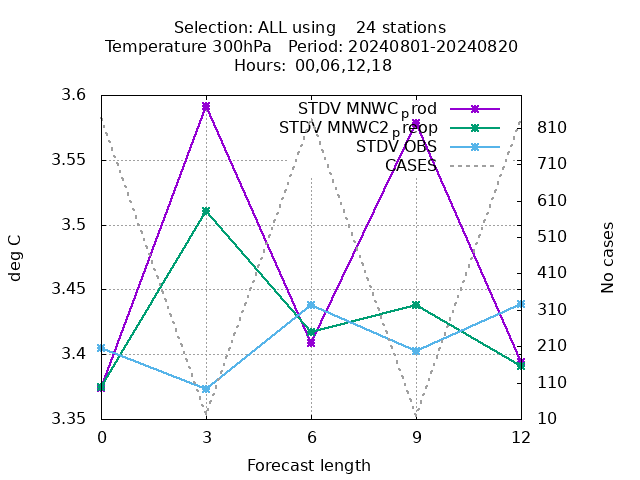 Selection: ALL using    24 stations
Temperature 300hPa   Period: 20240801-20240820
Hours:  00,06,12,18
STDV MNWC_prod
STDV MNWC2_preop
STDV OBS
CASES
3.6
3.55
3.5
3.45
3.4
3.35
deg C
810
710
610
510
410
310
210
110
10
No cases
0
3
6
9
12
Forecast length